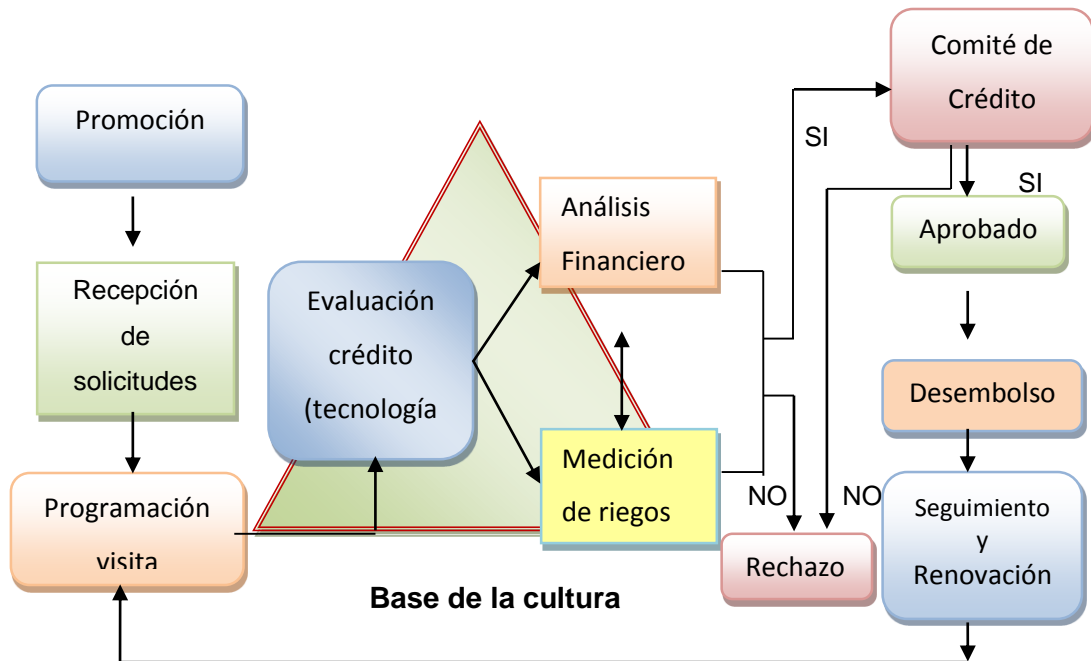 Promoción
Recepción
de
solicitudes
Programación
visita
Evaluación
crédito
(tecnología
Análisis
Financiero
Medición
de riegos
Base de la cultura
SI
NO
Comité de
Crédito
SI
NO
Aprobado
Rechazo
Desembolso
Seguimiento
y
Renovación